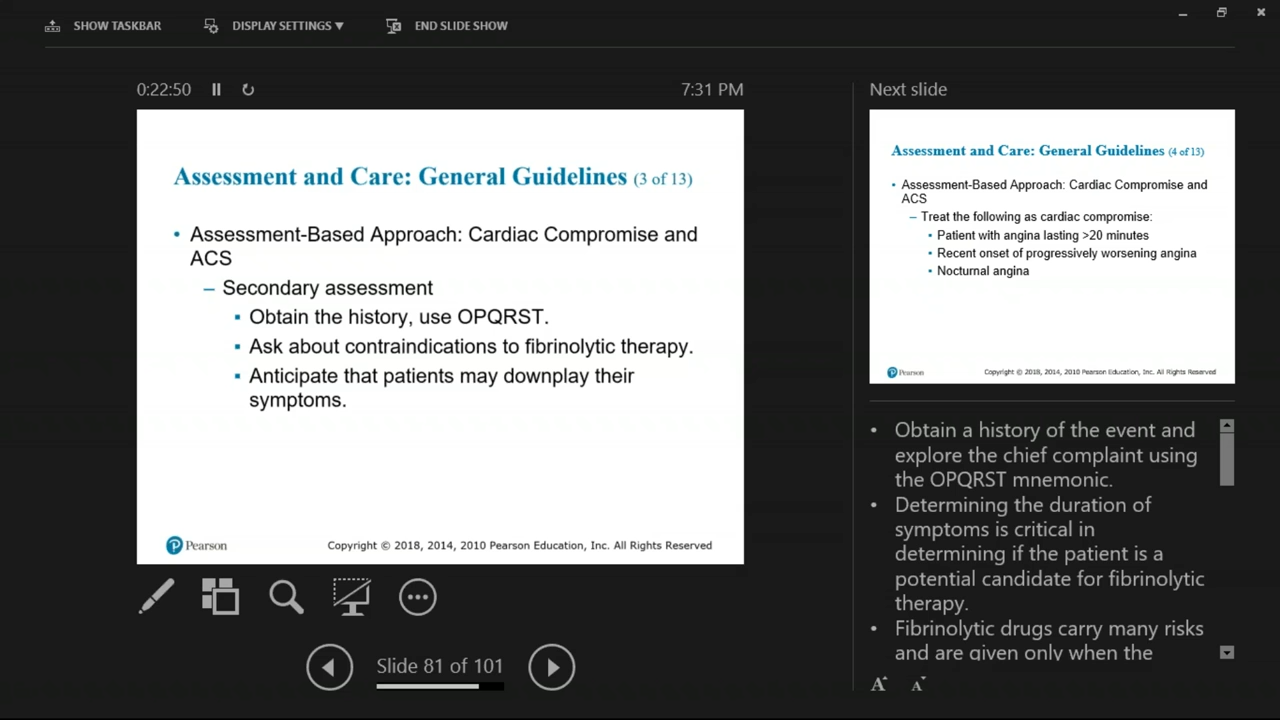 SHOW TASKBAR
DISPLAY SETTINGS ▼
END SLIDE SHOW
0:22:50
7:31 PM
Assessment and Care: General Guidelines (3 of 13)
• Assessment-Based Approach: Cardiac Compromise and
ACS
– Secondary assessment
▪ Obtain the history, use OPQRST.
▪ Ask about contraindications to fibrinolytic therapy.
▪ Anticipate that patients may downplay their
symptoms.
P Pearson
Copyright © 2018, 2014, 2010 Pearson Education, Inc. All Rights Reserved
Slide 81 of 101
Next slide
Assessment and Care: General Guidelines (4 of 13)
• Assessment-Based Approach: Cardiac Compromise and
ACS
– Treat the following as cardiac compromise:
▪ Patient with angina lasting >20 minutes
▪ Recent onset of progressively worsening angina
▪ Nocturnal angina
P Pearson
Copyright © 2018, 2014, 2010 Pearson Education, Inc. All Rights Reserved
• Obtain a history of the event and
explore the chief complaint using
the OPQRST mnemonic.
• Determining the duration of
symptoms is critical in
determining if the patient is a
potential candidate for fibrinolytic
therapy.
• Fibrinolytic drugs carry many risks
and are given only when the
A A